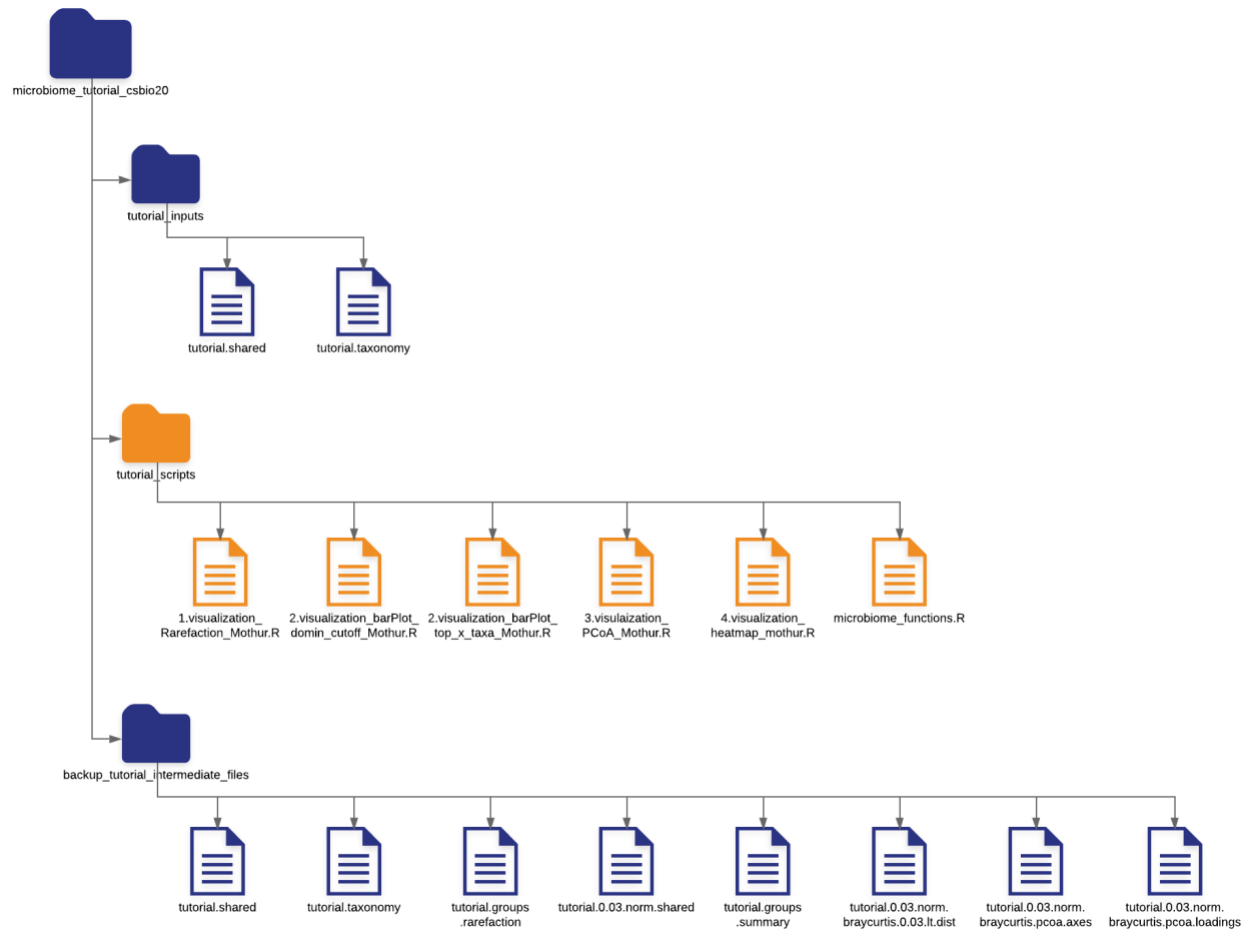 microbiome_tutorial_csbio20
tutorial_inputs
tutorial.shared
tutorial.taxonomy
tutorial_scripts
1.visualization_
Rarefaction_Mothur.R
2.visualization_barPlot_
domin_cutoff_Mothur.R
2.visualization_barPlot_
top_x_taxa_Mothur.R
3.visulaization_
PCoA_Mothur.R
4.visualization_
heatmap_mothur.R
microbiome_functions.R
backup_tutorial_intermediate_files
tutorial.shared
tutorial.taxonomy
tutorial.groups
.rarefaction
tutorial.0.03.norm.shared
tutorial.groups
.summary
tutorial.0.03.norm.
braycurtis.0.03.lt.dist
tutorial.0.03.norm.
braycurtis.pcoa.axes
tutorial.0.03.norm.
braycurtis.pcoa.loadings